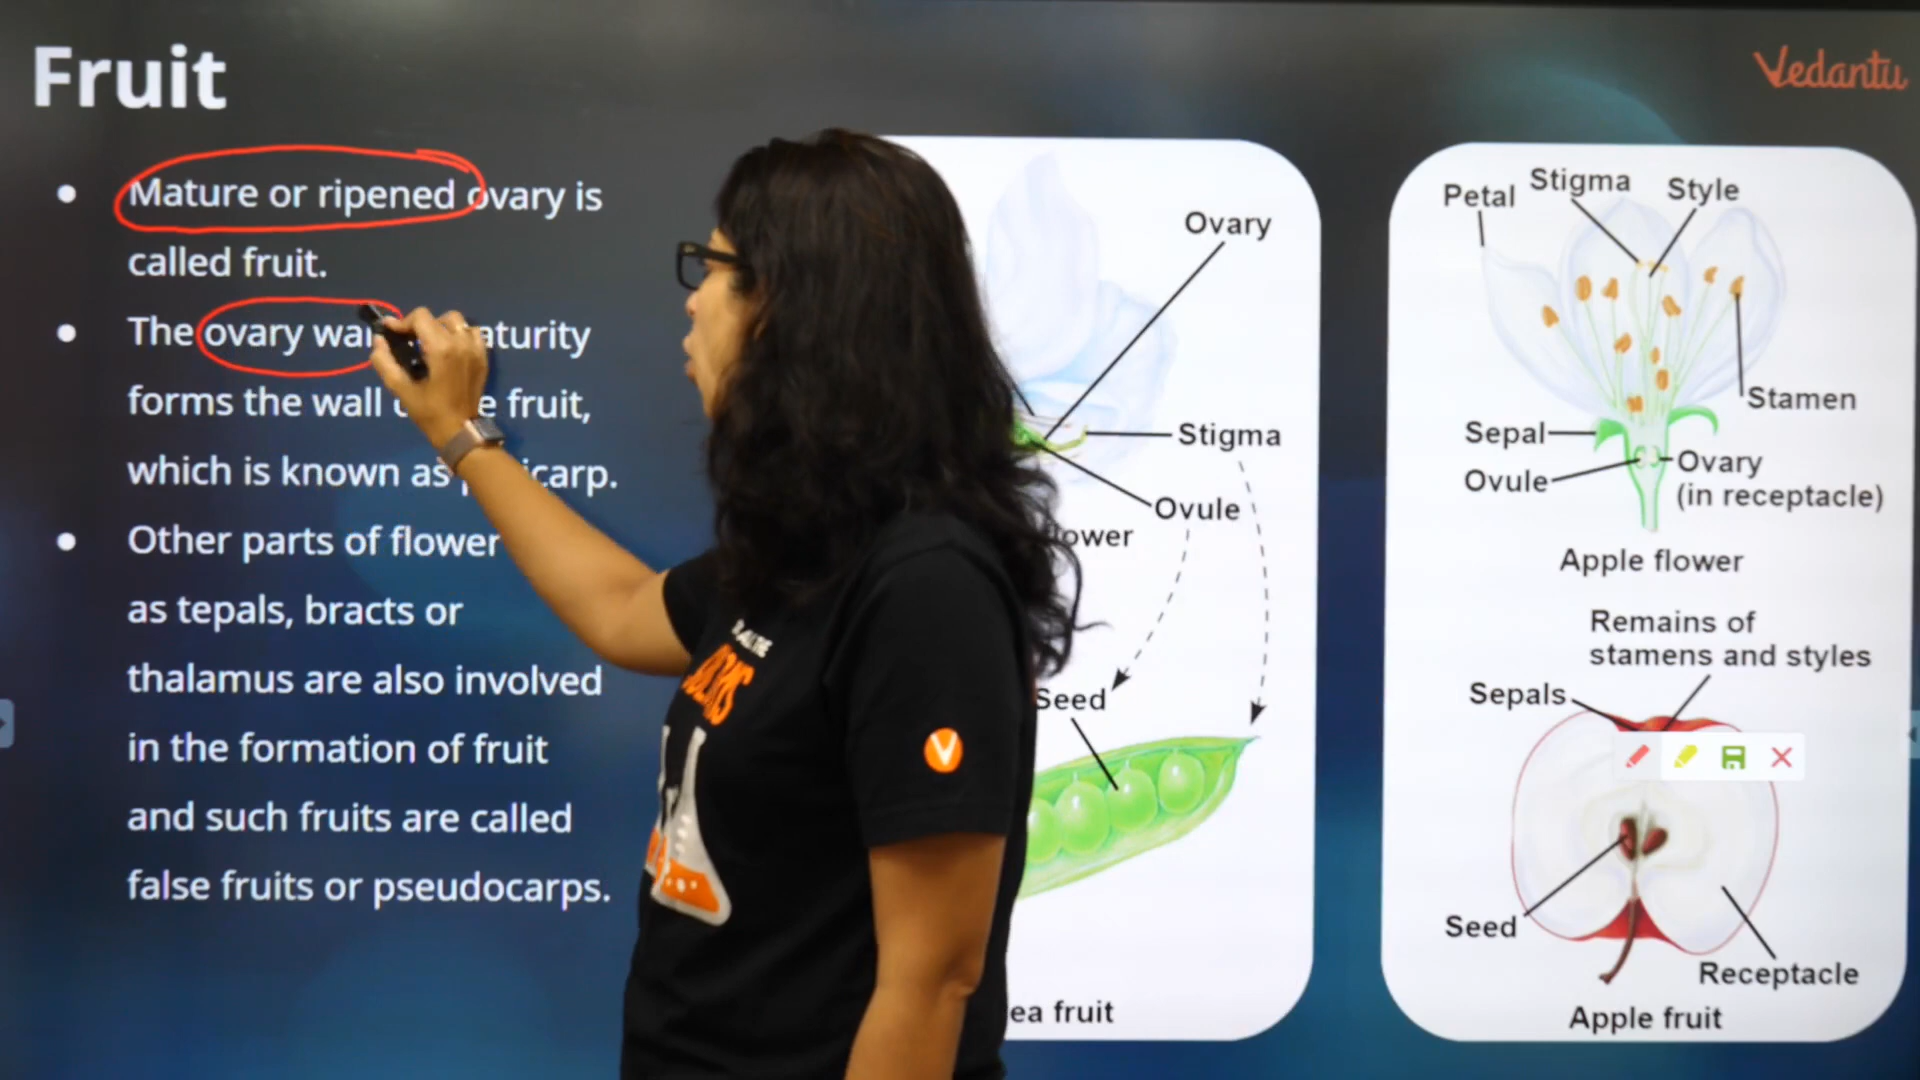 Fruit
Vedantu
Mature or ripened ovary is
called fruit.
The ovary
forms the wall fruit,
which is known as
Other parts of flower
as tepals, bracts or
thalamus are also involved
in the formation of fruit
and such fruits are called
false fruits or pseudocarps.
Ovary
Stigma
Ovule
Seed
fruit
Petal
Stigma
Style
Stamen
Sepal
Ovule
Ovary
(in receptacle)
Apple flower
Remains of
stamens and styles
Sepals
Seed
Receptacle
Apple fruit
V